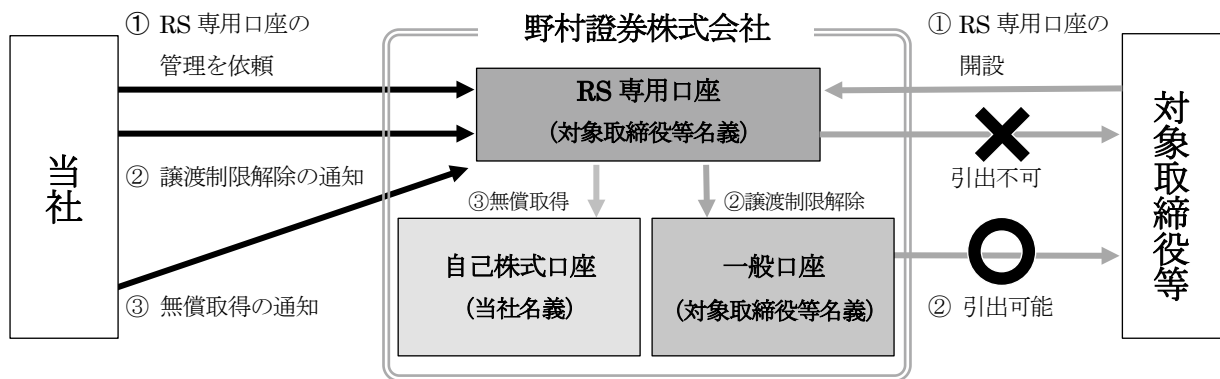 ① RS 専用口座の
管理を依頼
野村證券株式会社
① RS 専用口座の
開設
当社
RS 専用口座
(対象取締役等名義)
対象取締役等
② 譲渡制限解除の通知
引出不可
③無償取得
②譲渡制限解除
自己株式口座
(当社名義)
一般口座
(対象取締役等名義)
③ 無償取得の通知
② 引出可能